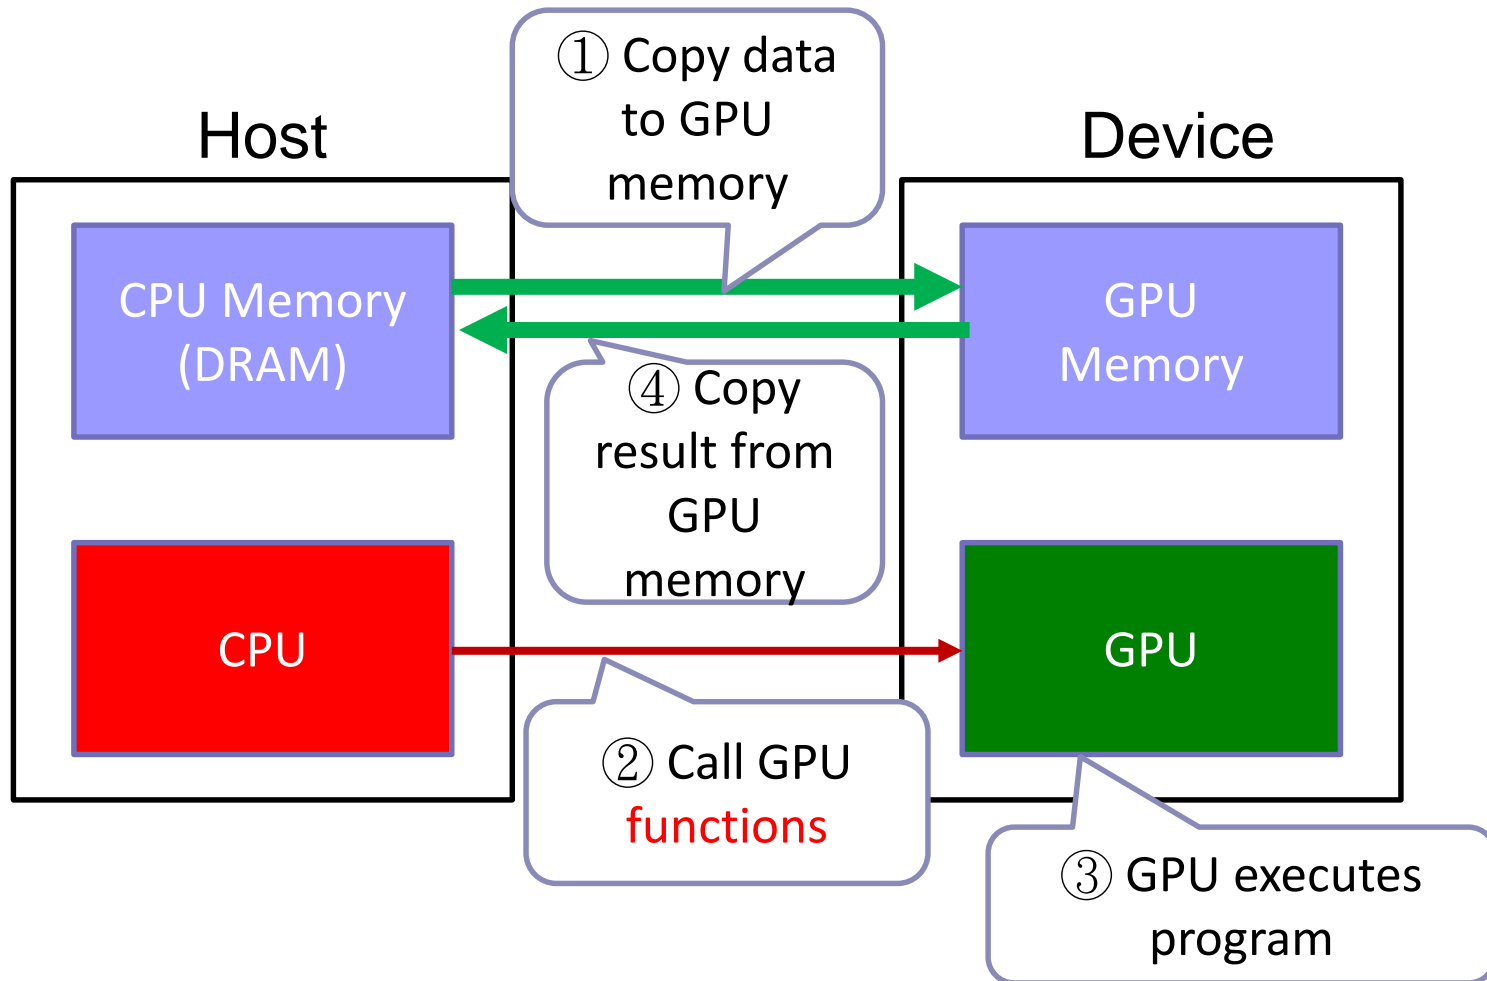 ① Copy data
to GPU
memory
Host
Device
CPU Memory
(DRAM)
GPU
Memory
④ Copy
result from
GPU
memory
CPU
GPU
② Call GPU
functions
③ GPU executes
program